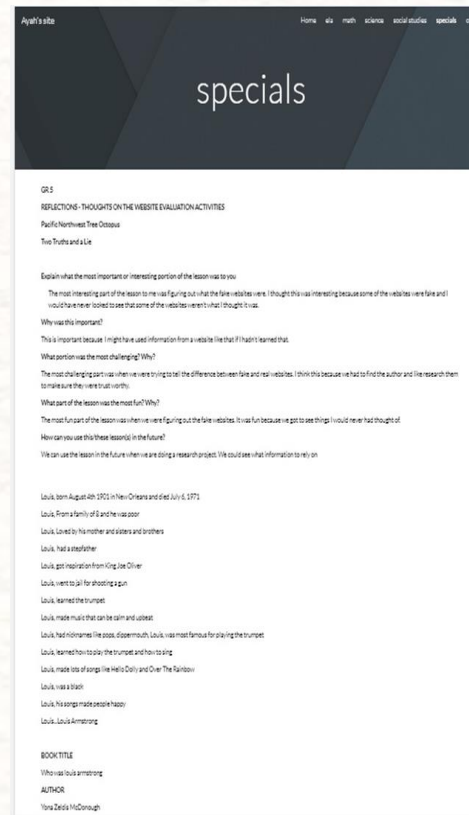 Ayah's site
Home ela math science social studies specials
specials
GR.5
REFLECTIONS - THOUGHTS ON THE WEBSITE EVALUATION ACTIVITIES
Pacific Northwest Tree Octopus
Two Truths and a Lie
Explain what the most important or interesting portion of the lesson was to you
The most interesting part of the lesson to me was figuring out what the fake websites were. I thought this was interesting because some of the websites were fake and I
would have never looked to see that some of the websites weren't what I thought it was.
Why was this important?
This is important because I might have used information from a website like that if I hadn't learned that.
What portion was the most challenging? Why?
The most challenging part was when we were trying to tell the difference between fake and real websites. I think this because we had to find the author and like research them
to make sure they were trust worthy.
What part of the lesson was the most fun? Why?
The most fun part of the lesson was when we were figuring out the fake websites. It was fun because we got to see things I would never had thought of.
How can you use this/these lesson(s) in the future?
We can use the lesson in the future when we are doing a research project. We could see what information to rely on
Louis, born August 4th 1901 in New Orleans and died July 6, 1971
Louis, From a family of 8 and he was poor
Louis, Loved by his mother and sisters and brothers
Louis, had a stepfather
Louis, got inspiration from King Joe Oliver
Louis, went to jail for shooting a gun
Louis, learned the trumpet
Louis, made music that can be calm and upbeat
Louis, had nicknames like pops, dippermouth, Louis, was most famous for playing the trumpet
Louis, learned how to play the trumpet and how to sing
Louis, made lots of songs like Hello Dolly and Over The Rainbow
Louis, was a black
Louis, his songs made people happy
Louis...Louis Armstrong
BOOK TITLE
Who was louis armstrong
AUTHOR
Yona Zeldis McDonough